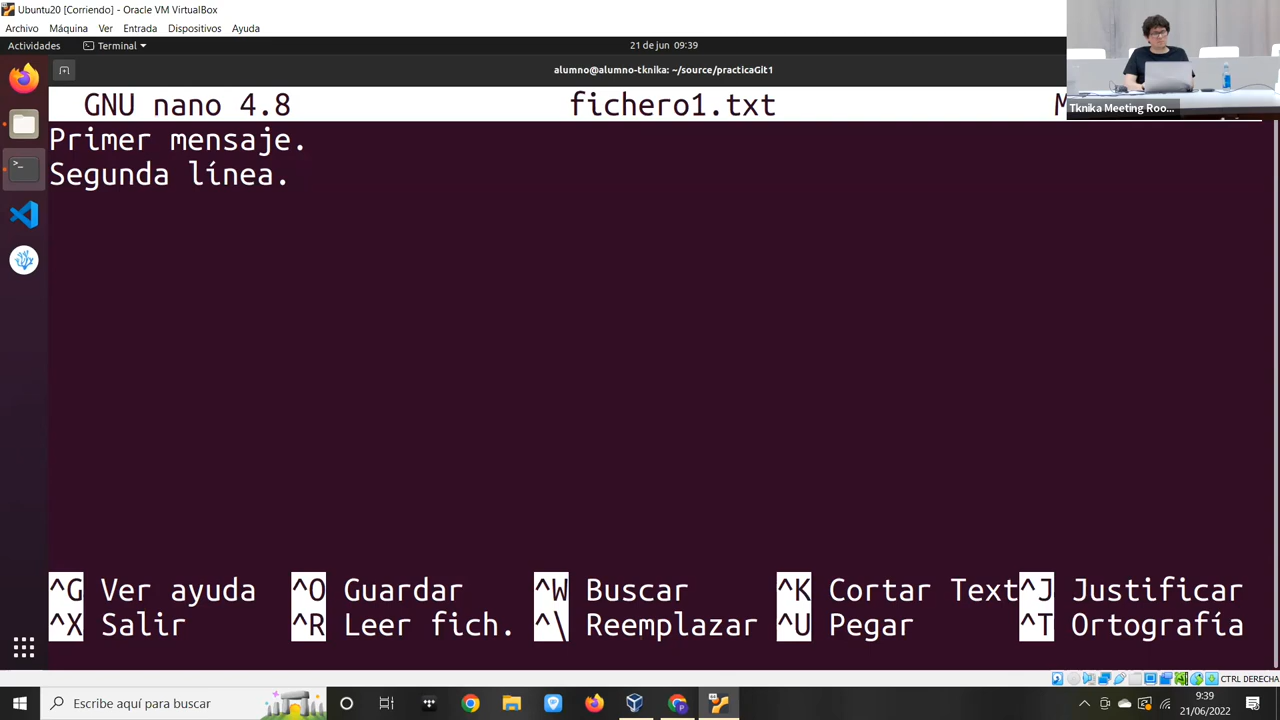 Ubuntu20 [Corriendo] - Oracle VM VirtualBox
Archivo Máquina Ver Entrada Dispositivos Ayuda
Actividades Terminal 21 de jun 09:39
alumno@alumno-tknika: ~/source/practicaGit1
Tknika Meeting Roo...
GNU nano 4.8 fichero1.txt
Primer mensaje.
Segunda línea.
^G Ver ayuda ^O Guardar ^W Buscar ^K Cortar Text ^J Justificar
^X Salir ^R Leer fich. ^\ Reemplazar ^U Pegar ^T Ortografía
CTRL DERECHA
Escribe aquí para buscar
9:39
21/06/2022